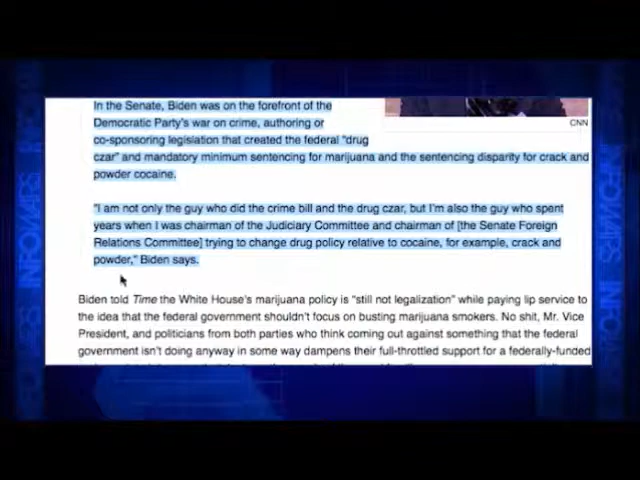 In the Senate, Biden was on the forefront of the
Democratic Party's war on crime, authoring or
co-sponsoring legislation that created the federal "drug
czar" and mandatory minimum sentencing for marijuana and the sentencing disparity for crack and
powder cocaine.
CNN
"I am not only the guy who did the crime bill and the drug czar, but I'm also the guy who spent
years when I was chairman of the Judiciary Committee and chairman of [the Senate Foreign
Relations Committee] trying to change drug policy relative to cocaine, for example, crack and
powder," Biden says.
Biden told Time the White House's marijuana policy is "still not legalization" while paying lip service to
the idea that the federal government shouldn't focus on busting marijuana smokers. No shit, Mr. Vice
President, and politicians from both parties who think coming out against something that the federal
government isn't doing anyway in some way dampens their full-throttled support for a federally-funded
INFOWARS
INFOWARS